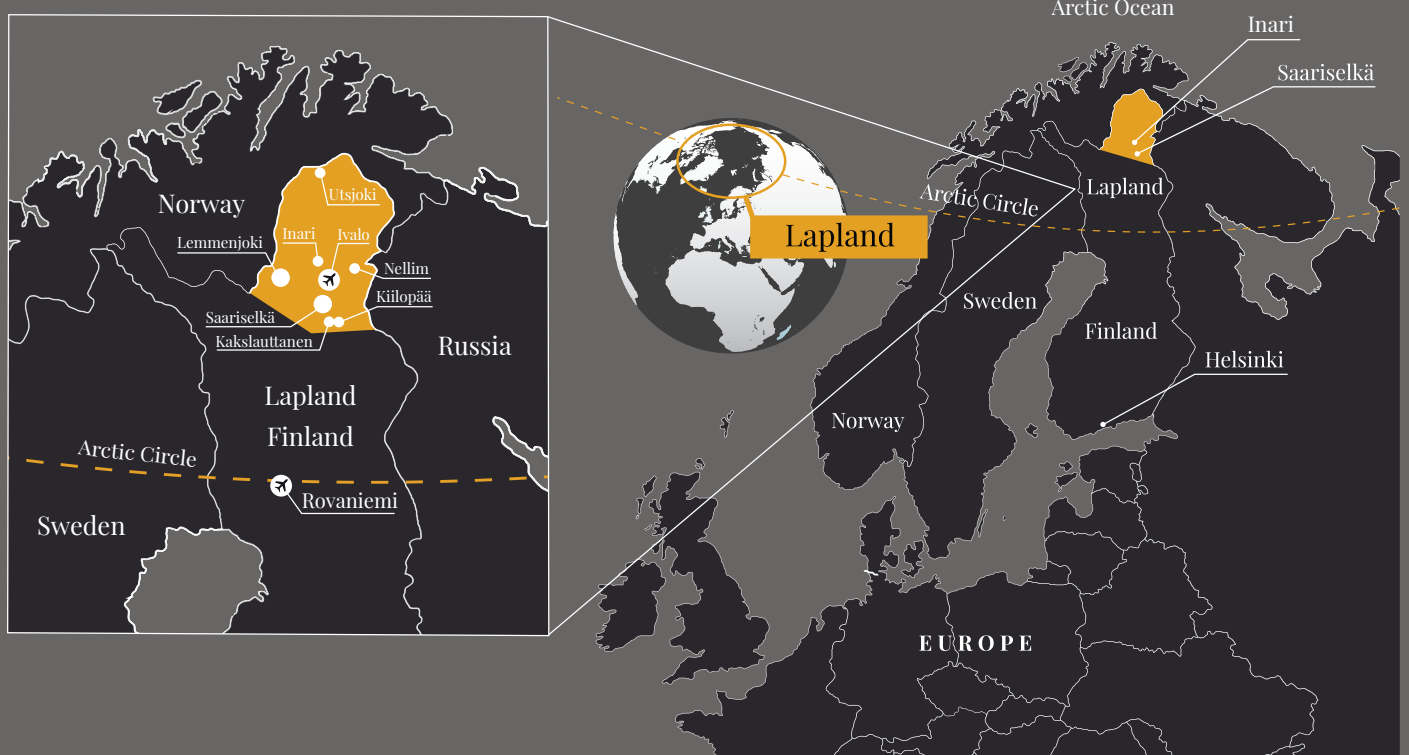 Norway
Utsjoki
Lemmenjoki
Inari
Ivalo
Nellim
Kiilopää
Saariselkä
Kakslauttanen
Russia
Lapland
Finland
Arctic Circle
Rovaniemi
Sweden
Arctic Ocean
Inari
Saariselkä
Arctic Circle
Lapland
Lapland
Sweden
Finland
Helsinki
Norway
EUROPE